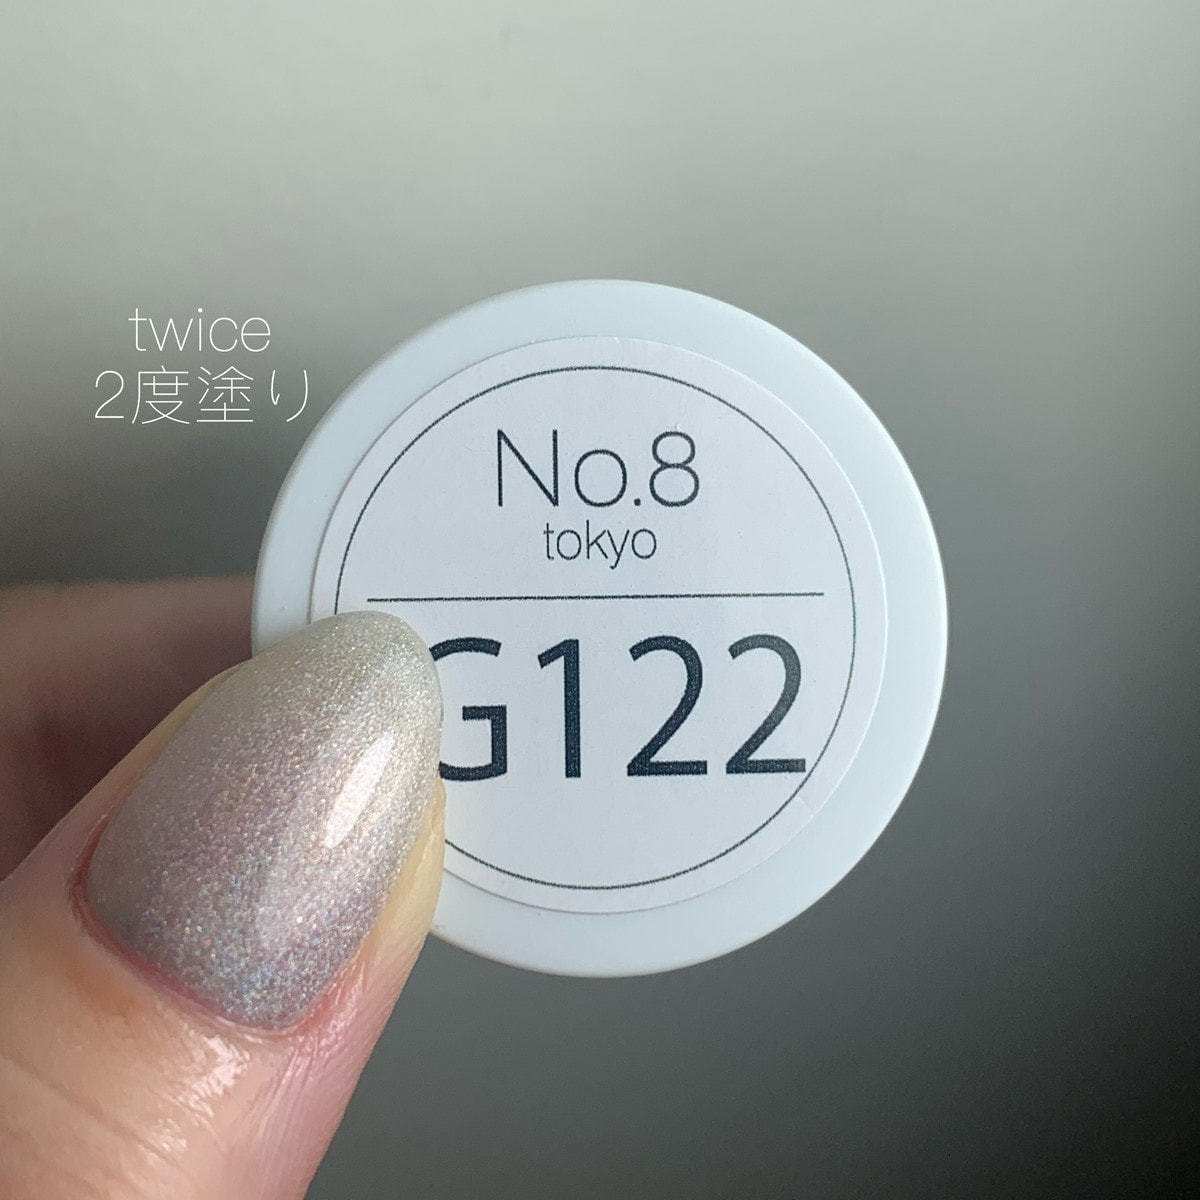 twice
2度塗り
No.8
tokyo
G122